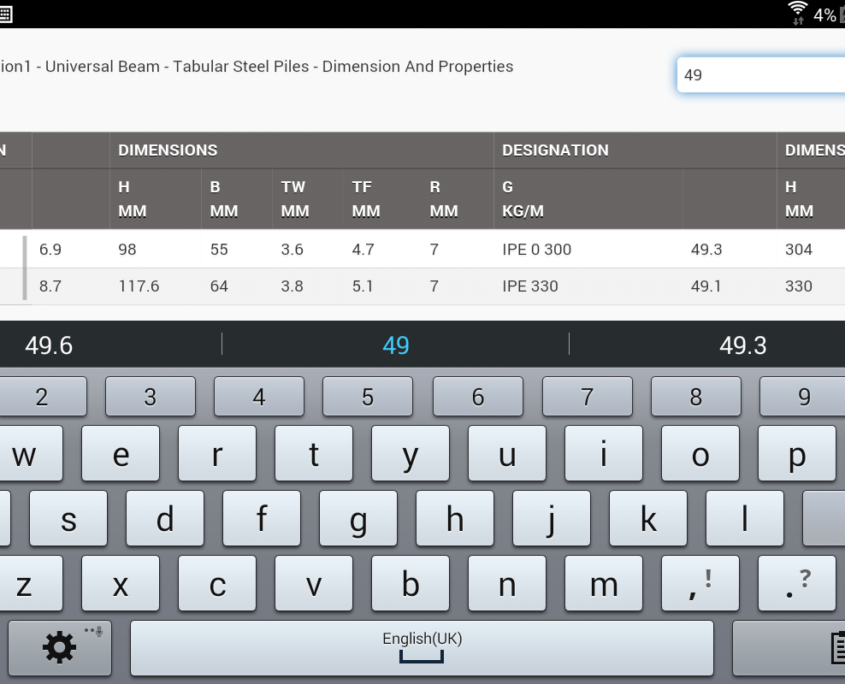 4%
ion1 - Universal Beam - Tabular Steel Piles - Dimension And Properties
49
N DIMENSIONS DESIGNATION DIMENS
H B TW TF R G H
MM MM MM MM MM KG/M MM
6.9 98 55 3.6 4.7 7 IPE 0 300 49.3 304
8.7 117.6 64 3.8 5.1 7 IPE 330 49.1 330
49.6 49 49.3
2 3 4 5 6 7 8 9
w e r t y u i o p
s d f g h j k l
z x c v b n m ,! .?
English(UK)